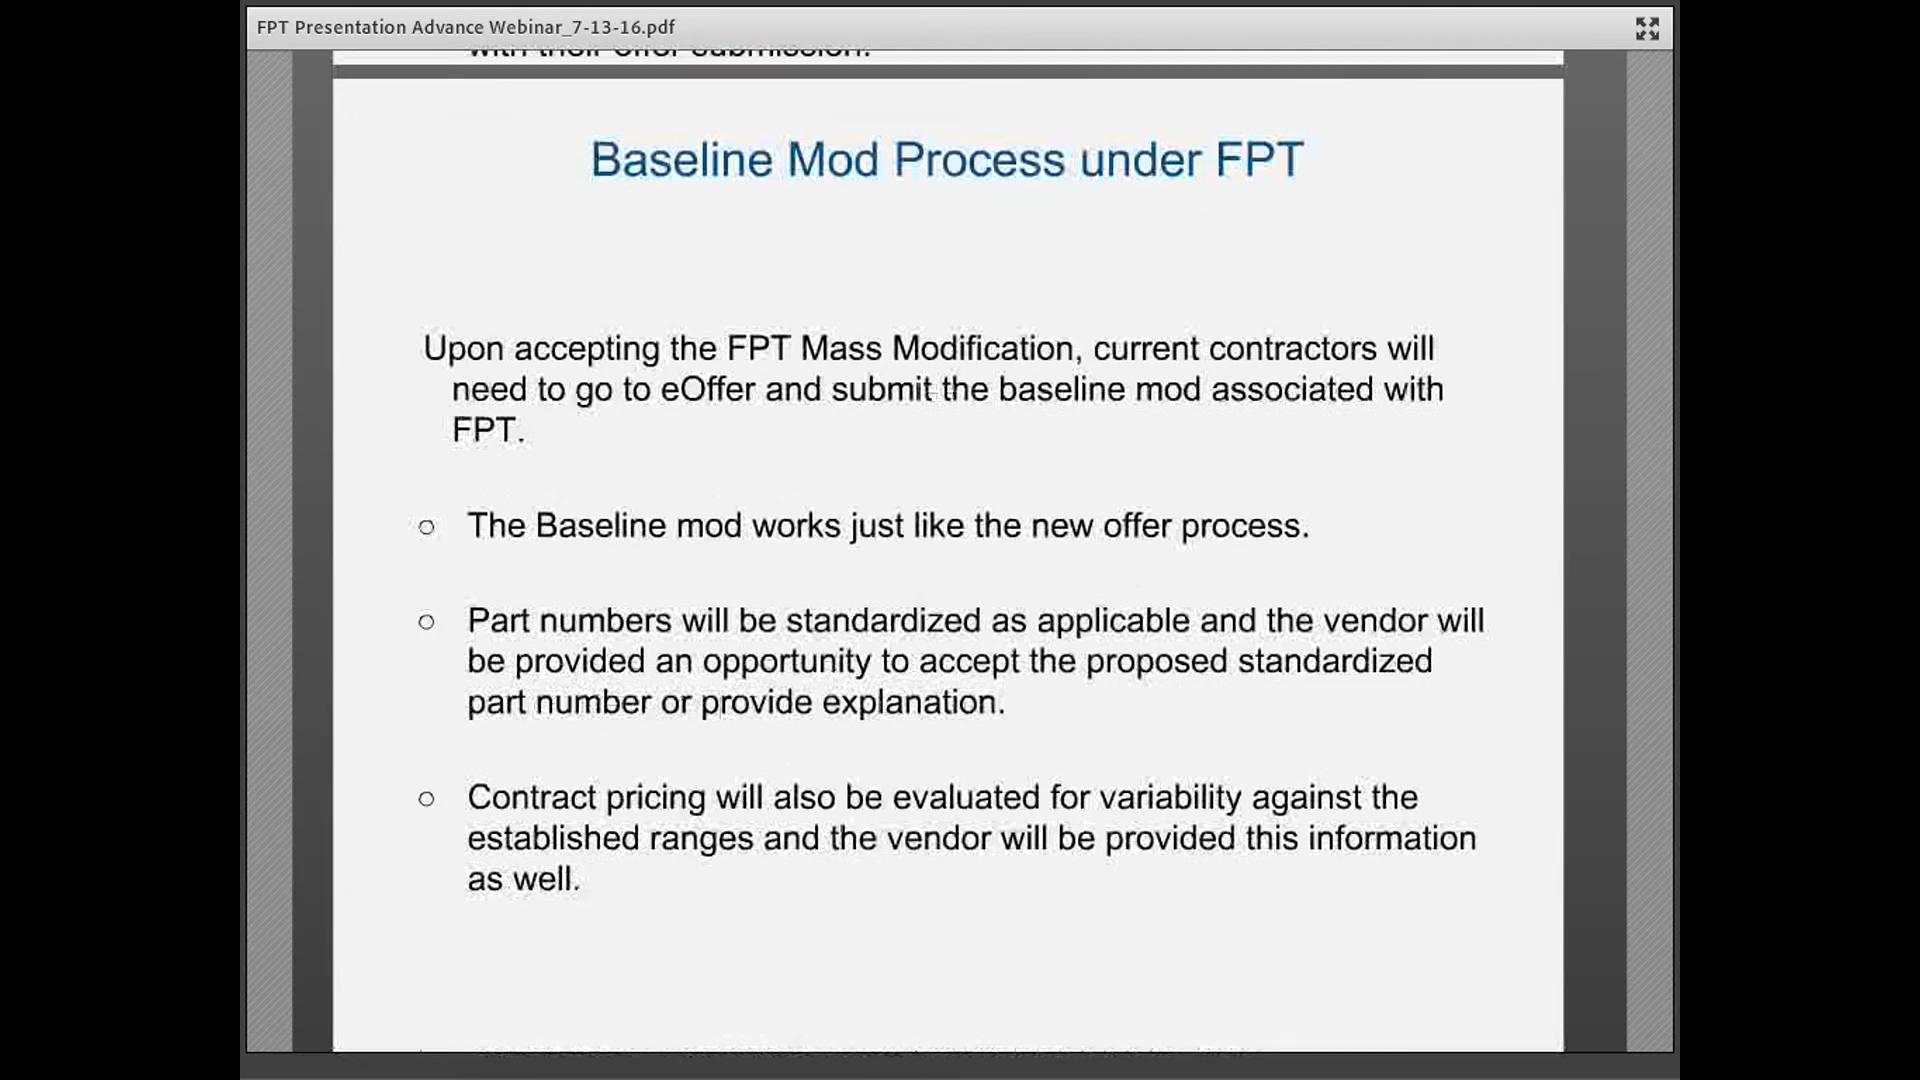 FPT Presentation Advance Webinar_7-13-16.pdf
with their offer submission.
Baseline Mod Process under FPT
Upon accepting the FPT Mass Modification, current contractors will
need to go to eOffer and submit the baseline mod associated with
FPT.
○ The Baseline mod works just like the new offer process.
○ Part numbers will be standardized as applicable and the vendor will
be provided an opportunity to accept the proposed standardized
part number or provide explanation.
○ Contract pricing will also be evaluated for variability against the
established ranges and the vendor will be provided this information
as well.